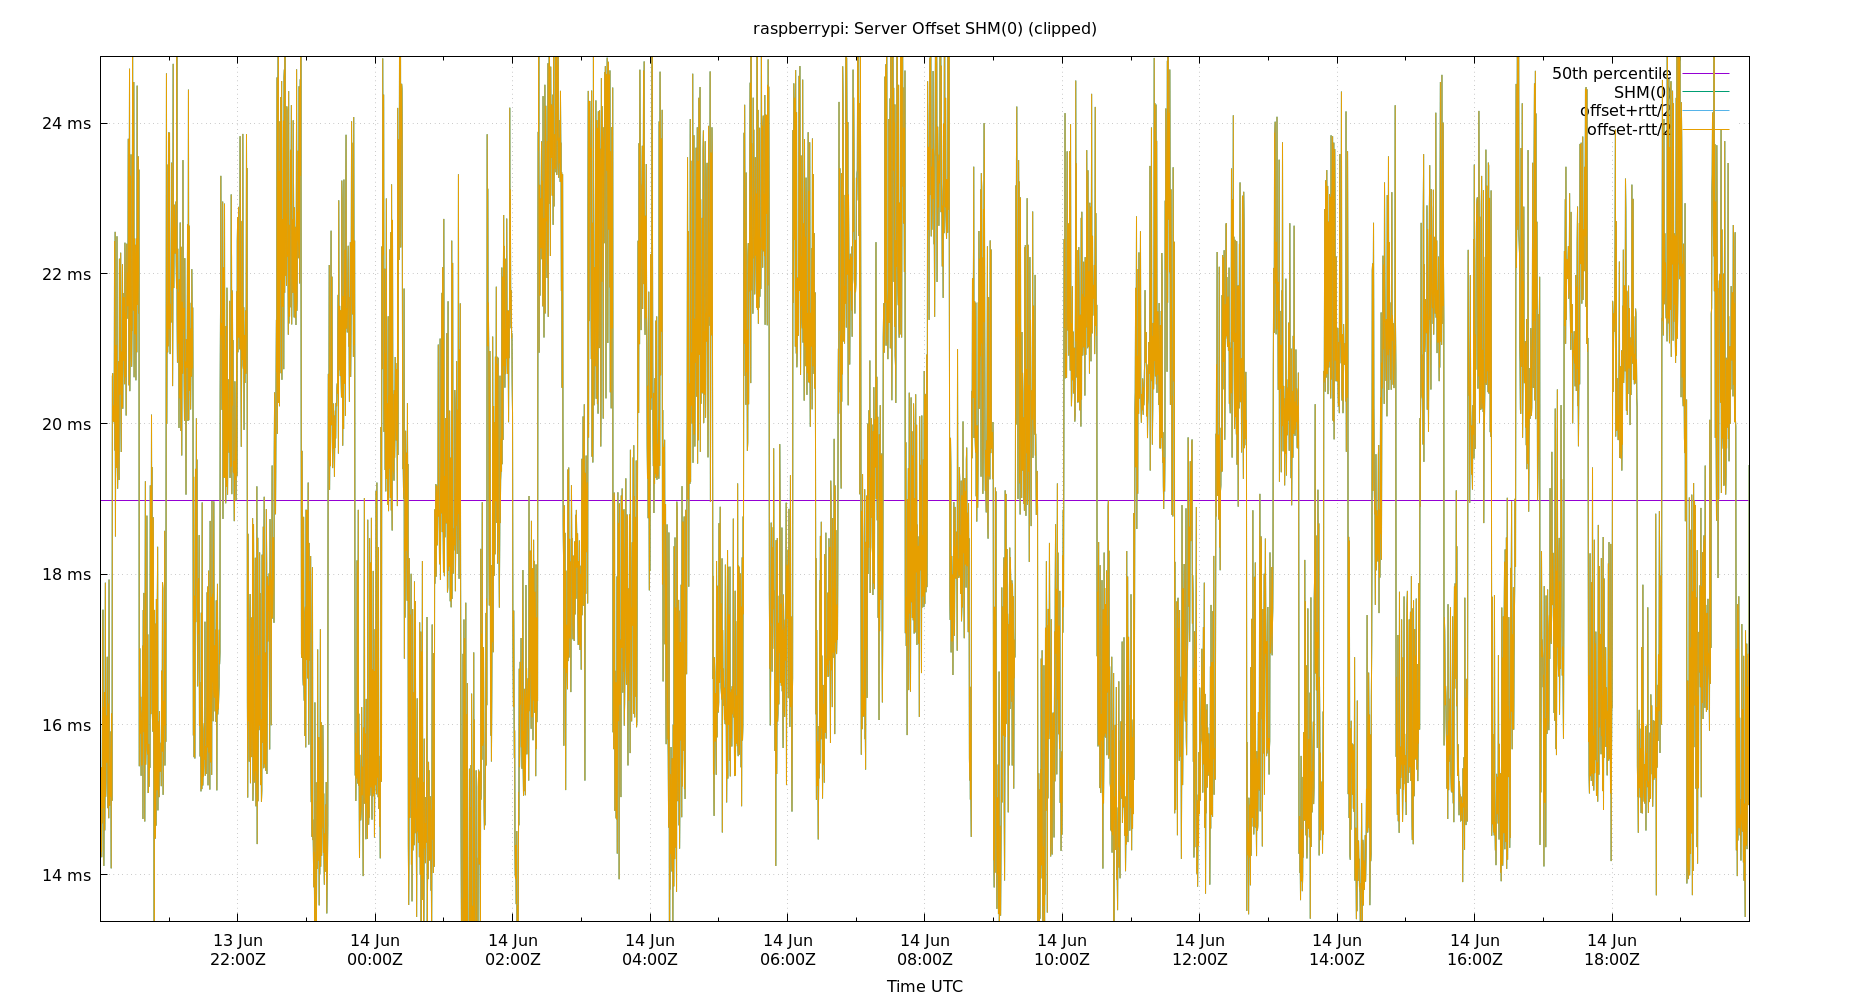 raspberrypi: Server Offset SHM(0) (clipped)
50th percentile
SHM(0)
offset+rtt/2
offset-rtt/2
24 ms
22 ms
20 ms
18 ms
16 ms
14 ms
13 Jun 14 Jun 14 Jun 14 Jun 14 Jun 14 Jun 14 Jun 14 Jun 14 Jun 14 Jun 14 Jun
22:00Z 00:00Z 02:00Z 04:00Z 06:00Z 08:00Z 10:00Z 12:00Z 14:00Z 16:00Z 18:00Z
Time UTC